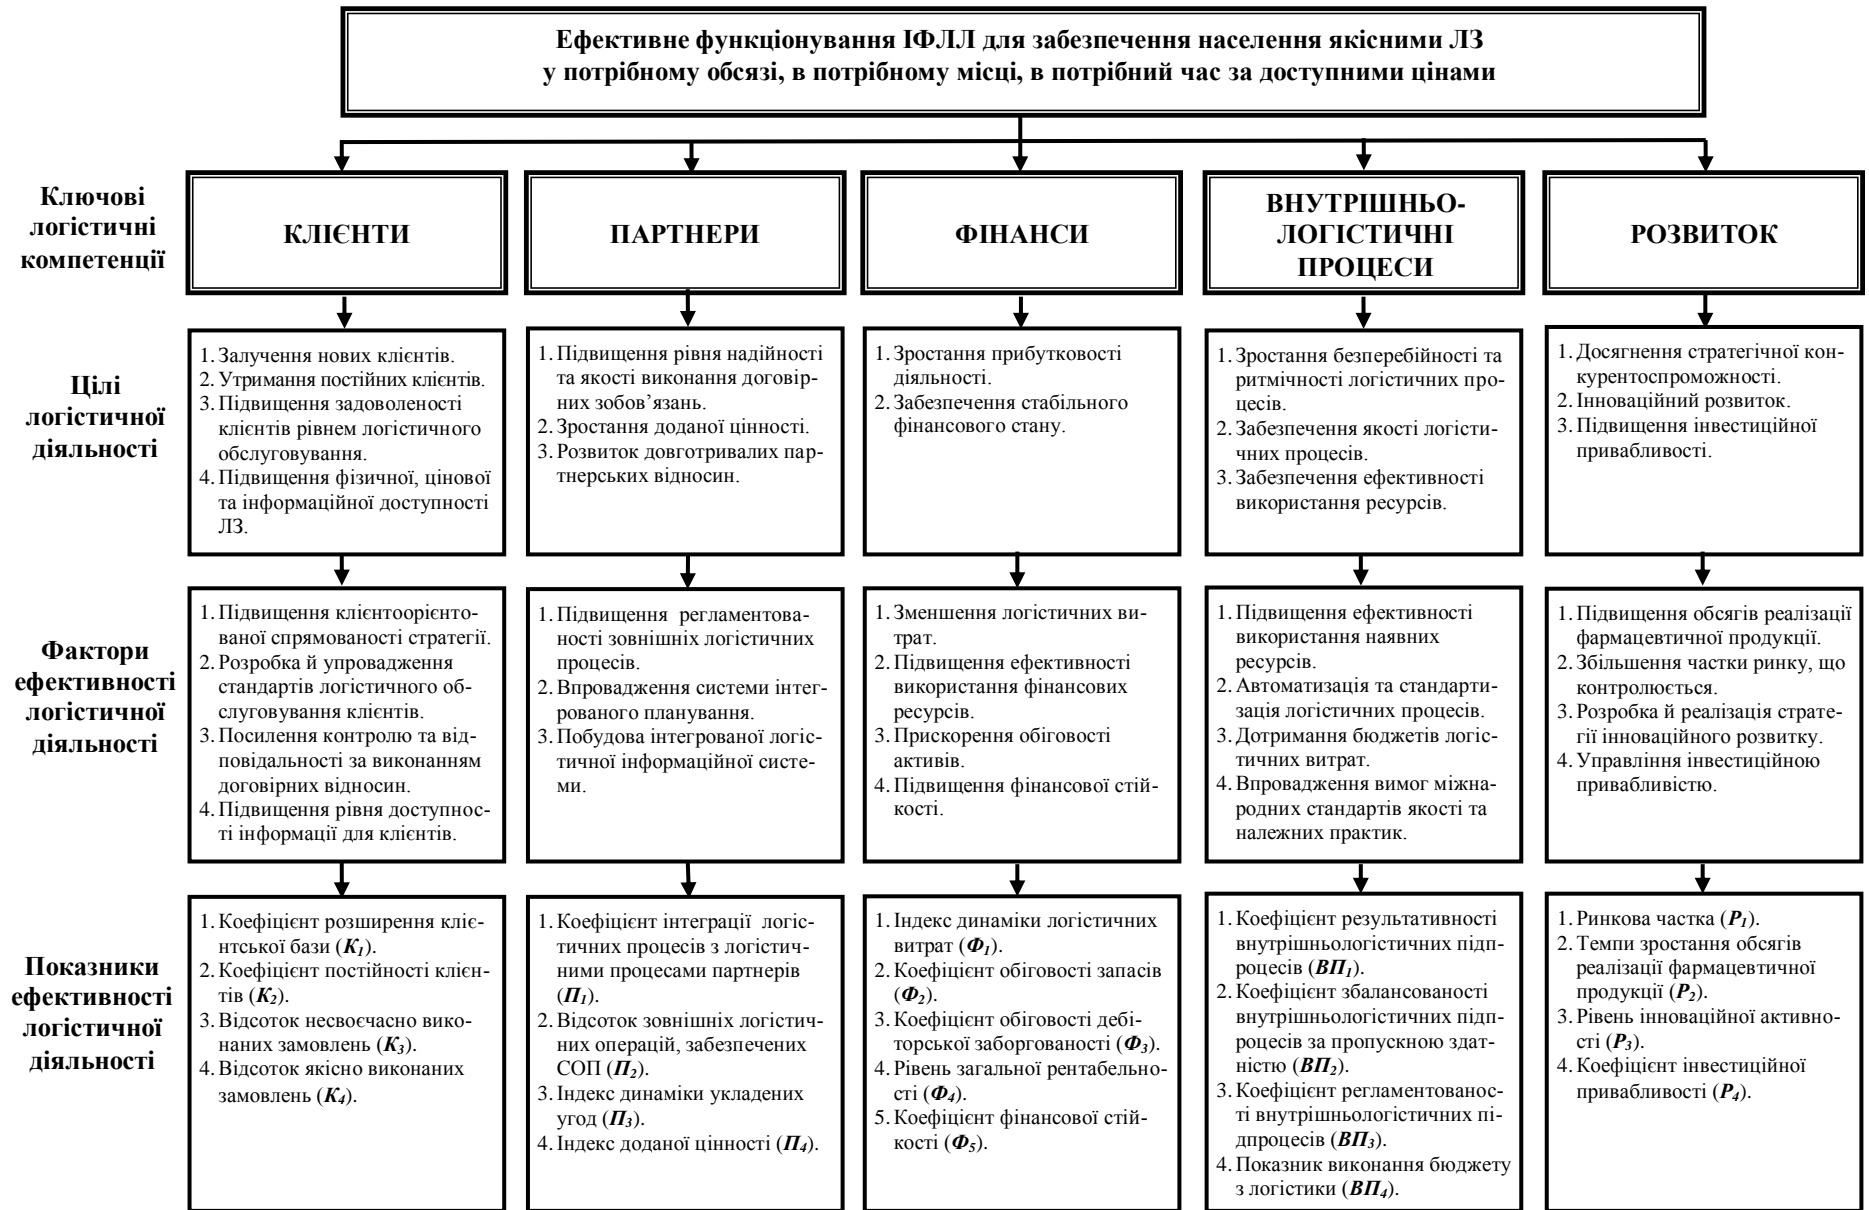 Ефективне функціонування ІФЛЛ для забезпечення населення якісними ЛЗ
у потрібному обсязі, в потрібному місці, в потрібний час за доступними цінами
Ключові
логістичні
компетенції
КЛІЄНТИ
ПАРТНЕРИ
ФІНАНСИ
ВНУТРІШНЬО-
ЛОГІСТИЧНІ
ПРОЦЕСИ
РОЗВИТОК
Цілі
логістичної
діяльності
1. Залучення нових клієнтів.
2. Утримання постійних клієнтів.
3. Підвищення задоволеності
клієнтів рівнем логістичного
обслуговування.
4. Підвищення фізичної, цінової
та інформаційної доступності
ЛЗ.
1. Підвищення рівня надійності
та якості виконання договір-
них зобов’язань.
2. Зростання доданої цінності.
3. Розвиток довготривалих пар-
тнерських відносин.
1. Зростання прибутковості
діяльності.
2. Забезпечення стабільного
фінансового стану.
1. Зростання безперебійності та
ритмічності логістичних про-
цесів.
2. Забезпечення якості логісти-
чних процесів.
3. Забезпечення ефективності
використання ресурсів.
1. Досягнення стратегічної кон-
курентоспроможності.
2. Інноваційний розвиток.
3. Підвищення інвестиційної
привабливості.
Фактори
ефективності
логістичної
діяльності
1. Підвищення клієнтоорієнто-
ваної спрямованості стратегії.
2. Розробка й упровадження
стандартів логістичного об-
слуговування клієнтів.
3. Посилення контролю та від-
повідальності за виконанням
договірних відносин.
4. Підвищення рівня доступнос-
ті інформації для клієнтів.
1. Підвищення регламентова-
ності зовнішніх логістичних
процесів.
2. Впровадження системи інтег-
рованого планування.
3. Побудова інтегрованої логіс-
тичної інформаційної систе-
ми.
1. Зменшення логістичних ви-
трат.
2. Підвищення ефективності
використання фінансових
ресурсів.
3. Прискорення обіговості
активів.
4. Підвищення фінансової стій-
кості.
1. Підвищення ефективності
використання наявних
ресурсів.
2. Автоматизація та стандарти-
зація логістичних процесів.
3. Дотримання бюджетів логіс-
тичних витрат.
4. Впровадження вимог міжна-
родних стандартів якості та
належних практик.
1. Підвищення обсягів реалізації
фармацевтичної продукції.
2. Збільшення частки ринку, що
контролюється.
3. Розробка й реалізація страте-
гії інноваційного розвитку.
4. Управління інвестиційною
привабливістю.
Показники
ефективності
логістичної
діяльності
1. Коефіцієнт розширення кліє-
нтської бази (К1).
2. Коефіцієнт постійності клієн-
тів (К2).
3. Відсоток несвоєчасно вико-
наних замовлень (К3).
4. Відсоток якісно виконаних
замовлень (К4).
1. Коефіцієнт інтеграції логіс-
тичних процесів з логістич-
ними процесами партнерів
(П1).
2. Відсоток зовнішніх логістич-
них операцій, забезпечених
СОП (П2).
3. Індекс динаміки укладених
угод (П3).
4. Індекс доданої цінності (П4).
1. Індекс динаміки логістичних
витрат (Ф1).
2. Коефіцієнт обіговості запасів
(Ф2).
3. Коефіцієнт обіговості дебі-
торської заборгованості (Ф3).
4. Рівень загальної рентабельно-
сті (Ф4).
5. Коефіцієнт фінансової стій-
кості (Ф5).
1. Коефіцієнт результативності
внутрішньологістичних підп-
роцесів (ВП1).
2. Коефіцієнт збалансованості
внутрішньологістичних підп-
роцесів за пропускною здат-
ністю (ВП2).
3. Коефіцієнт регламентованос-
ті внутрішньологістичних пі-
дпроцесів (ВП3).
4. Показник виконання бюджету
з логістики (ВП4).
1. Ринкова частка (Р1).
2. Темпи зростання обсягів
реалізації фармацевтичної
продукції (Р2).
3. Рівень інноваційної активно-
сті (Р3).
4. Коефіцієнт інвестиційної
привабливості (Р4).